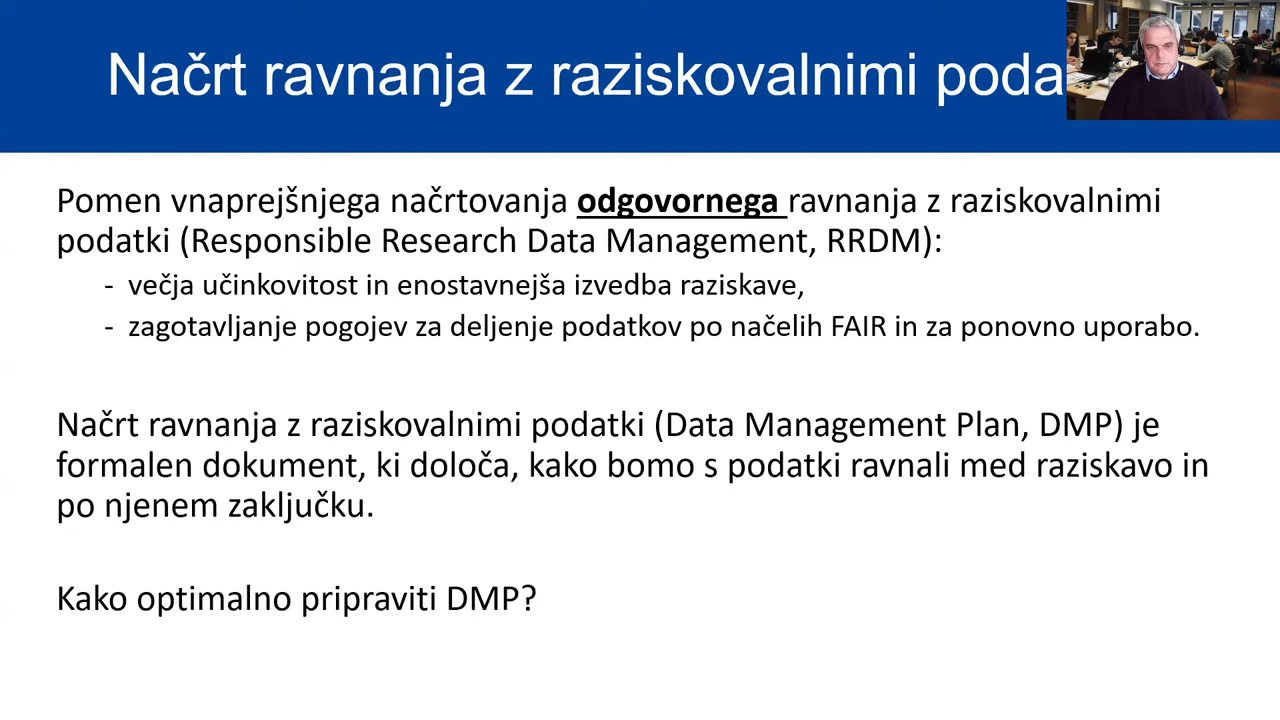 Načrt ravnanja z raziskovalnimi poda
Pomen vnaprejšnjega načrtovanja odgovornega ravnanja z raziskovalnimi
podatki (Responsible Research Data Management, RRDM):
- večja učinkovitost in enostavnejša izvedba raziskave,
- zagotavljanje pogojev za deljenje podatkov po načelih FAIR in za ponovno uporabo.
Načrt ravnanja z raziskovalnimi podatki (Data Management Plan, DMP) je
formalen dokument, ki določa, kako bomo s podatki ravnali med raziskavo in
po njenem zaključku.
Kako optimalno pripraviti DMP?